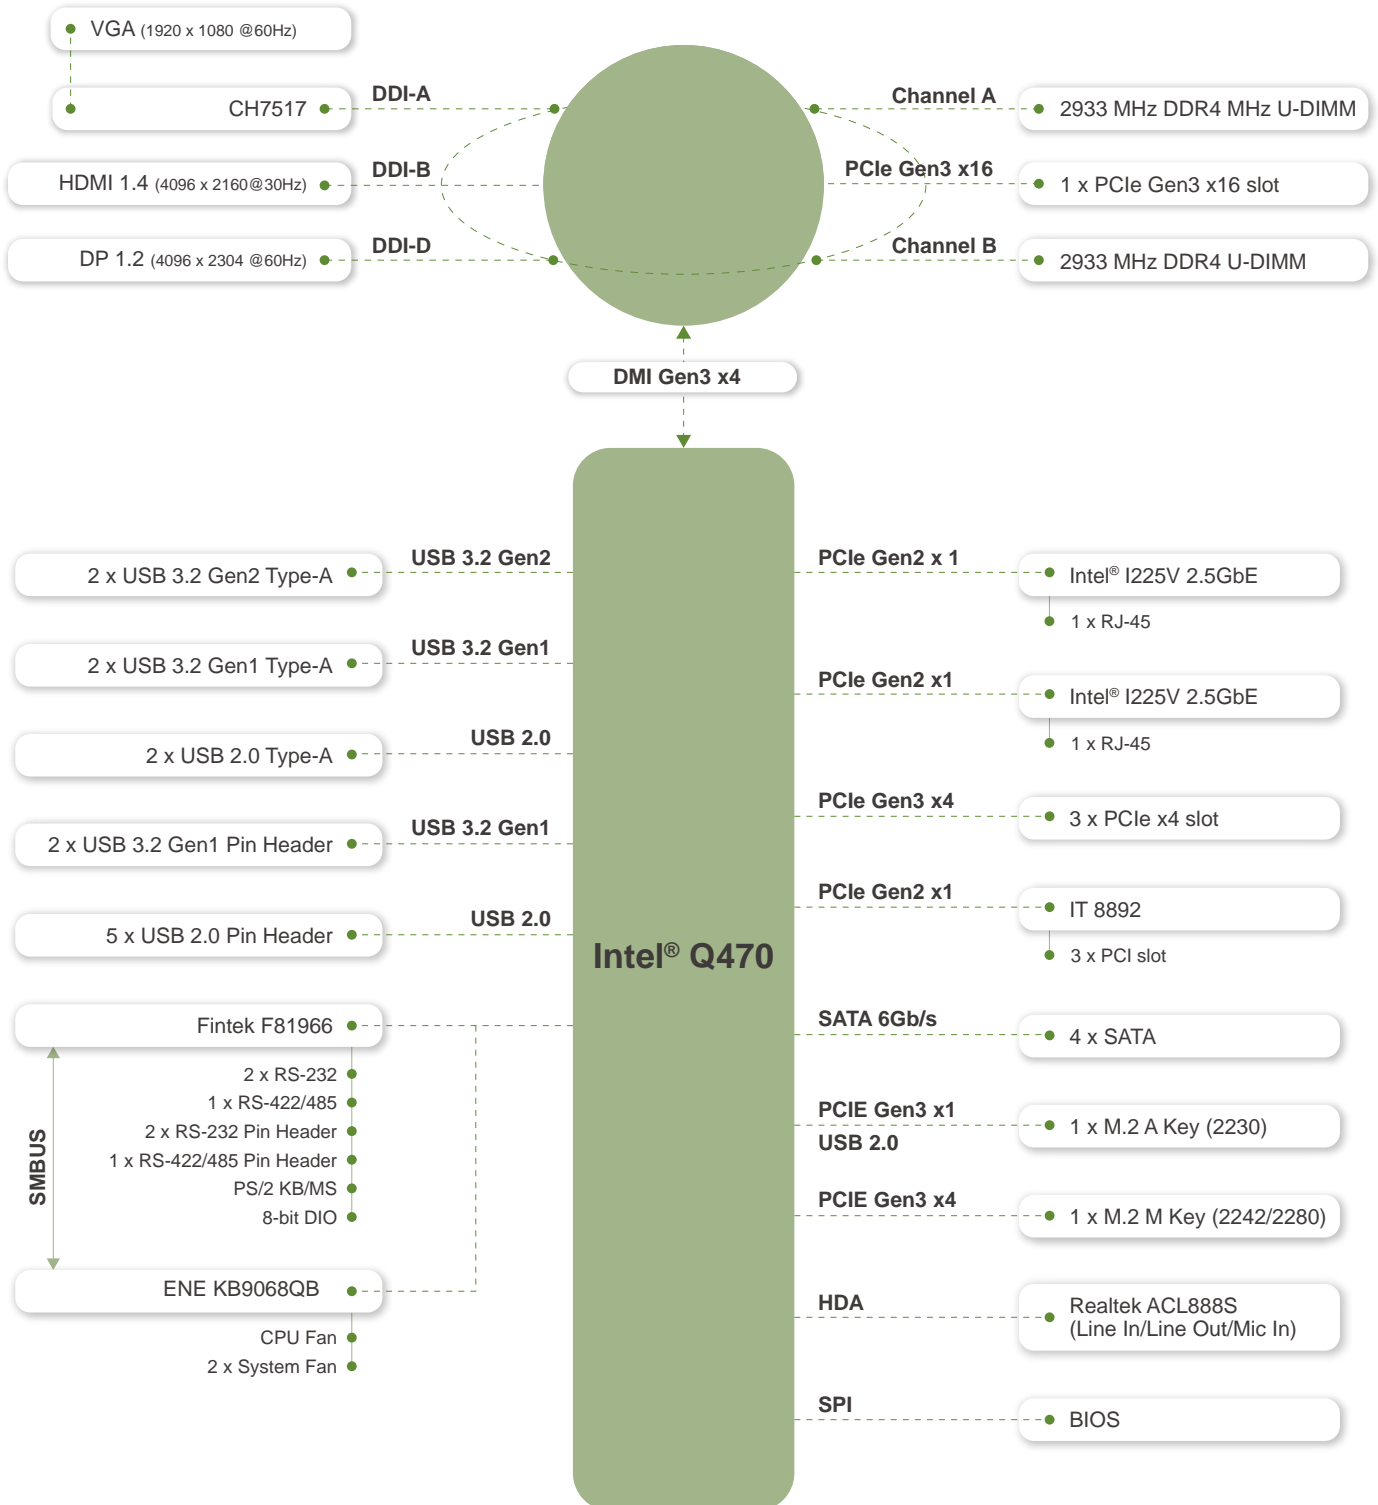 VGA (1920 x 1080 @60Hz)
CH7517
DDI-A
HDMI 1.4 (4096 x 2160@30Hz)
DDI-B
DP 1.2 (4096 x 2304 @60Hz)
DDI-D
Channel A
2933 MHz DDR4 MHz U-DIMM
PCIe Gen3 x16
1 x PCIe Gen3 x16 slot
Channel B
2933 MHz DDR4 U-DIMM
DMI Gen3 x4
Intel® Q470
USB 3.2 Gen2
2 x USB 3.2 Gen2 Type-A
USB 3.2 Gen1
2 x USB 3.2 Gen1 Type-A
USB 2.0
2 x USB 2.0 Type-A
USB 3.2 Gen1
2 x USB 3.2 Gen1 Pin Header
USB 2.0
5 x USB 2.0 Pin Header
Fintek F81966
2 x RS-232
1 x RS-422/485
2 x RS-232 Pin Header
1 x RS-422/485 Pin Header
PS/2 KB/MS
8-bit DIO
SMBUS
ENE KB9068QB
CPU Fan
2 x System Fan
PCIe Gen2 x 1
Intel® I225V 2.5GbE
1 x RJ-45
PCIe Gen2 x1
Intel® I225V 2.5GbE
1 x RJ-45
PCIe Gen3 x4
3 x PCIe x4 slot
PCIe Gen2 x1
IT 8892
3 x PCI slot
SATA 6Gb/s
4 x SATA
PCIE Gen3 x1
USB 2.0
1 x M.2 A Key (2230)
PCIE Gen3 x4
1 x M.2 M Key (2242/2280)
HDA
Realtek ACL888S
(Line In/Line Out/Mic In)
SPI
BIOS